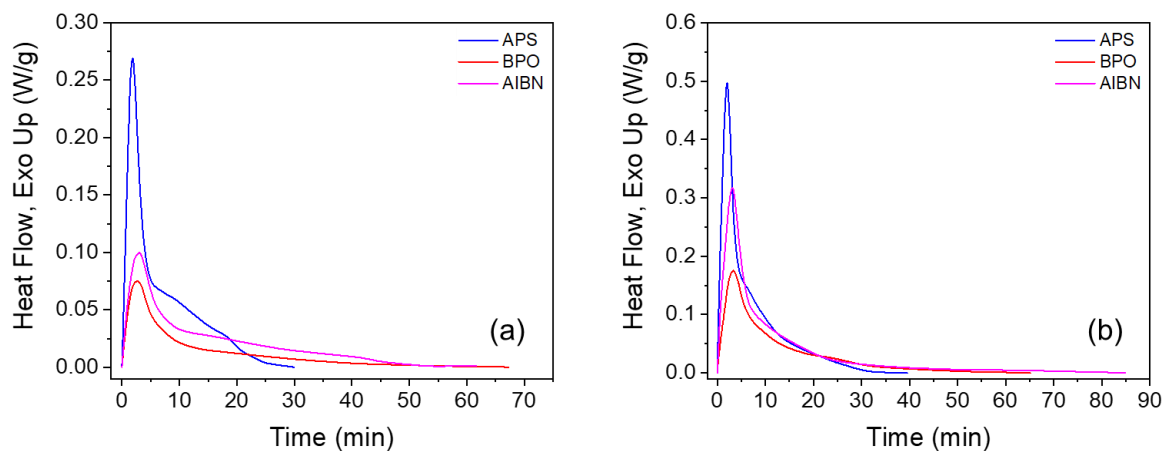 Heat Flow, Exo Up (W/g)
0.30
0.25
0.20
0.15
0.10
0.05
0.00
APS
BPO
AIBN
(a)
0 10 20 30 40 50 60 70
Time (min)
Heat Flow, Exo Up (W/g)
0.6
0.5
0.4
0.3
0.2
0.1
0.0
APS
BPO
AIBN
(b)
0 10 20 30 40 50 60 70 80 90
Time (min)